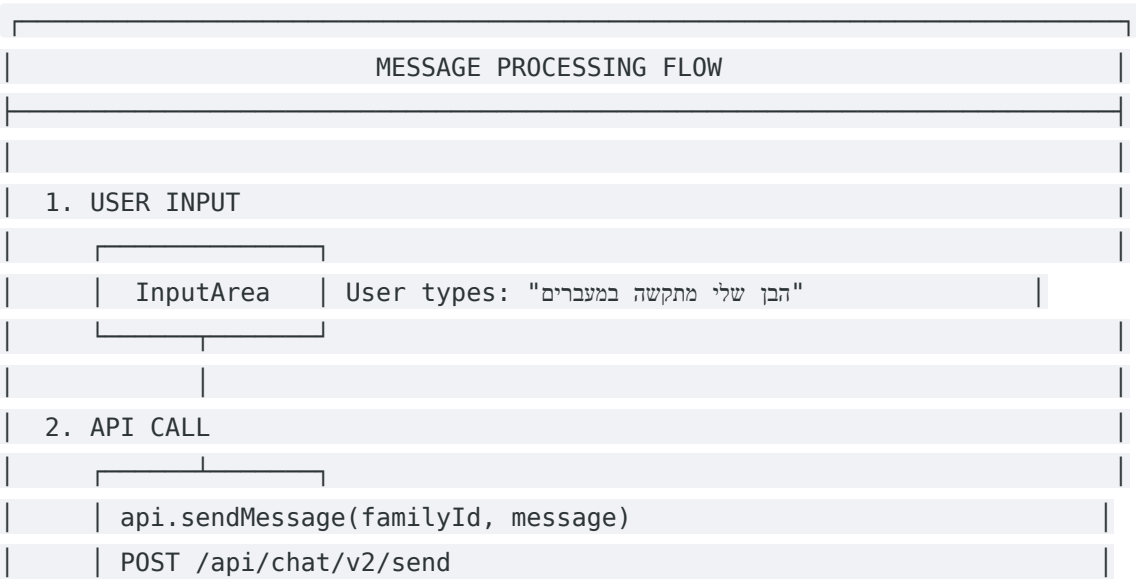 MESSAGE PROCESSING FLOW
1. USER INPUT
InputArea │ User types: "הבן שלי מתקשה במעברים"
2. API CALL
api.sendMessage(familyId, message)
POST /api/chat/v2/send